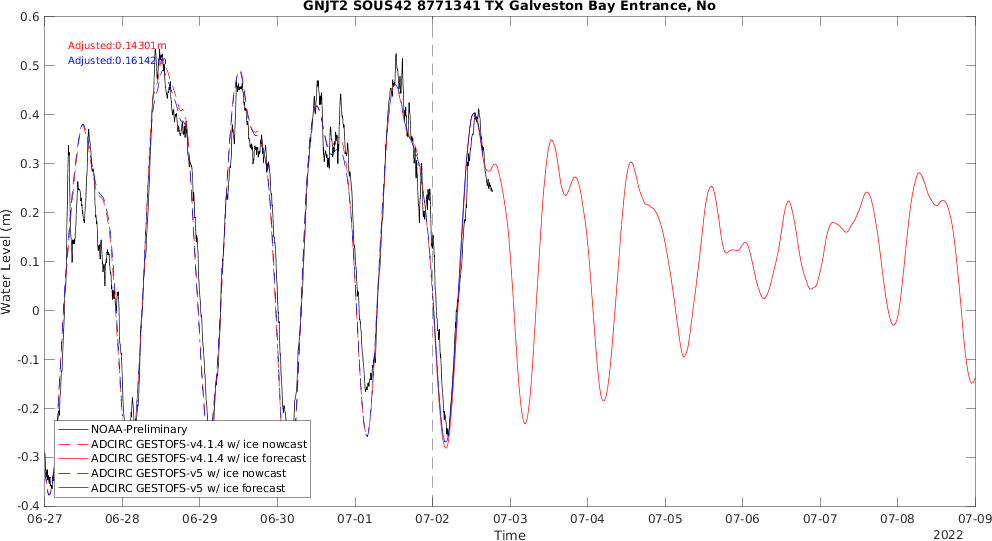 GNJT2 SOUS42 8771341 TX Galveston Bay Entrance, No
Adjusted:0.14301m
Adjusted:0.16142m
Water Level (m)
0.6
0.5
0.4
0.3
0.2
0.1
0
-0.1
-0.2
-0.3
-0.4
NOAA-Preliminary
ADCIRC GESTOFS-v4.1.4 w/ ice nowcast
ADCIRC GESTOFS-v4.1.4 w/ ice forecast
ADCIRC GESTOFS-v5 w/ ice nowcast
ADCIRC GESTOFS-v5 w/ ice forecast
06-27 06-28 06-29 06-30 07-01 07-02 07-03 07-04 07-05 07-06 07-07 07-08 07-09
Time
2022